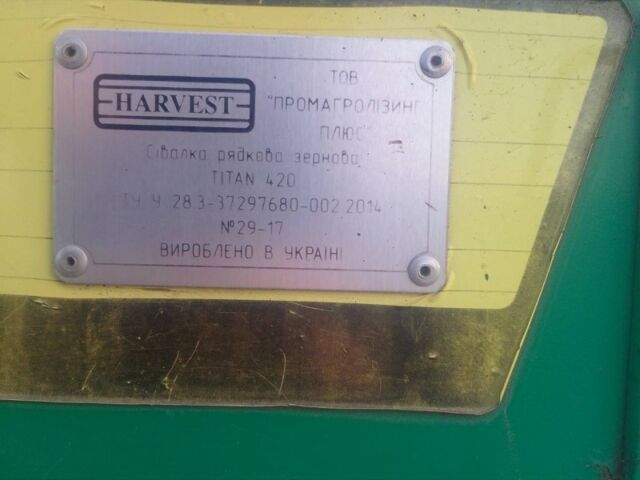 ТОВ
HARVEST
"ПРОМАГРОЛІЗИНГ
ПЛЮС"
Сівалка рядкова зернова
TITAN 420
ТУ У 28.3-37297680-002:2014
№29-17
ВИРОБЛЕНО В УКРАЇНІ